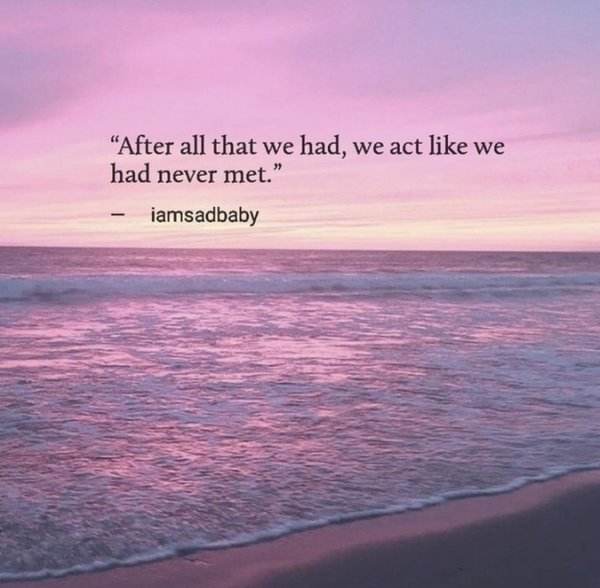 “After all that we had, we act like we
had never met.”
— iamsadbaby